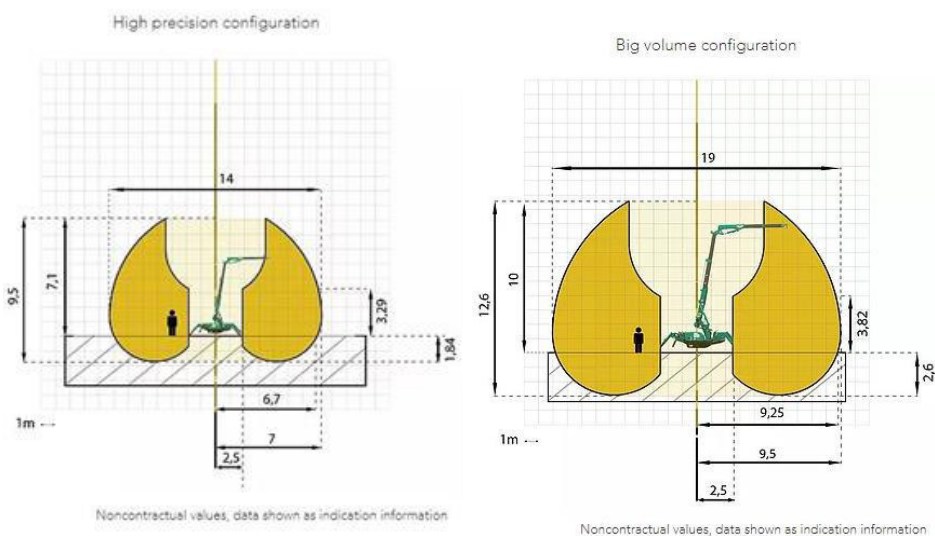 High precision configuration
14
9,5
7,1
3,29
1,84
6,7
1m
7
2,5
Noncontractual values, data shown as indication information
Big volume configuration
19
12,6
10
3,82
2,6
9,25
1m
9,5
2,5
Noncontractual values, data shown as indication information